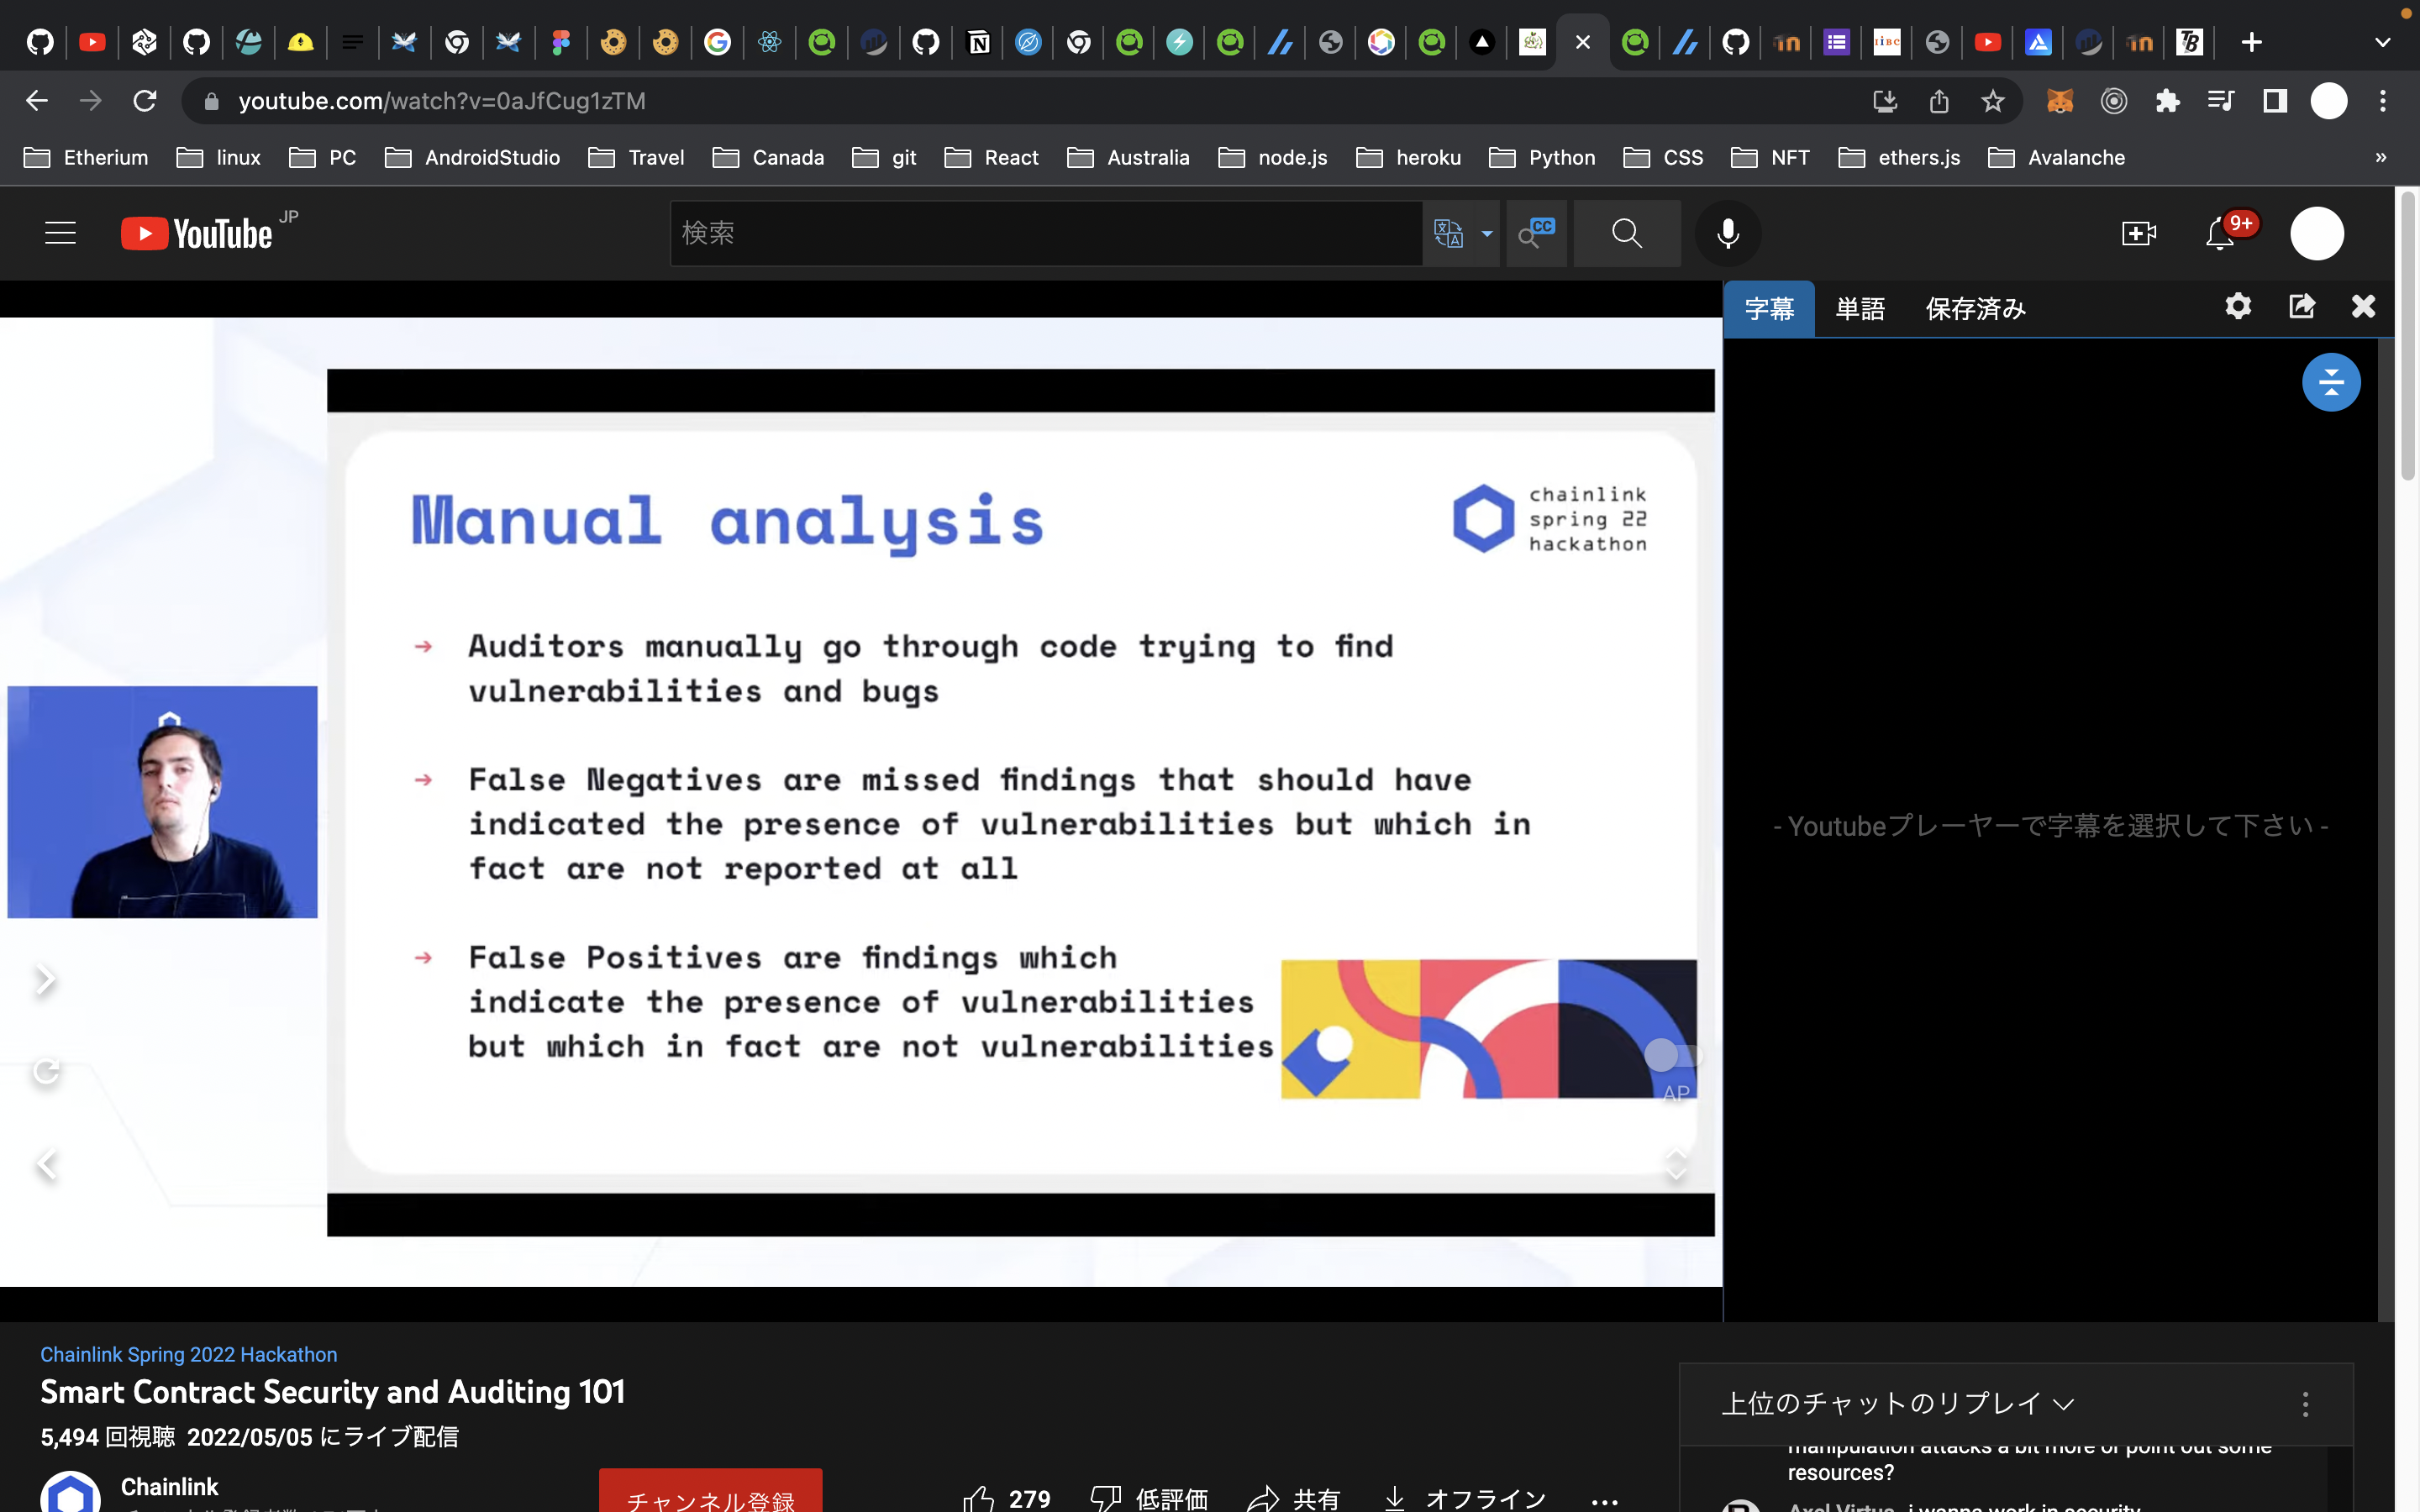 youtube.com/watch?v=0aJfCug1zTM
Etherium linux PC AndroidStudio Travel Canada git React Australia node.js heroku Python CSS NFT ethers.js Avalanche »
YouTube JP
検索
CC
9+
字幕 単語 保存済み
Manual analysis
chainlink
spring 22
hackathon
→ Auditors manually go through code trying to find
vulnerabilities and bugs
→ False Negatives are missed findings that should have
indicated the presence of vulnerabilities but which in
fact are not reported at all
→ False Positives are findings which
indicate the presence of vulnerabilities
but which in fact are not vulnerabilities
AP
- Youtubeプレーヤーで字幕を選択して下さい -
Chainlink Spring 2022 Hackathon
Smart Contract Security and Auditing 101
5,494 回視聴 2022/05/05 にライブ配信
Chainlink
チャンネル登録
279 低評価 共有 オフライン
上位のチャットのリプレイ
manipulation attacks a bit more or point out some
resources?
Axel Virtus i wanna work in security